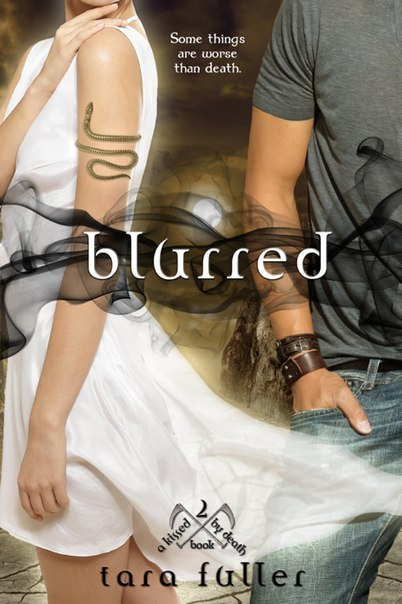 Some things
are worse
than death.
blurred
2
a kissed by death
book
tara fuller